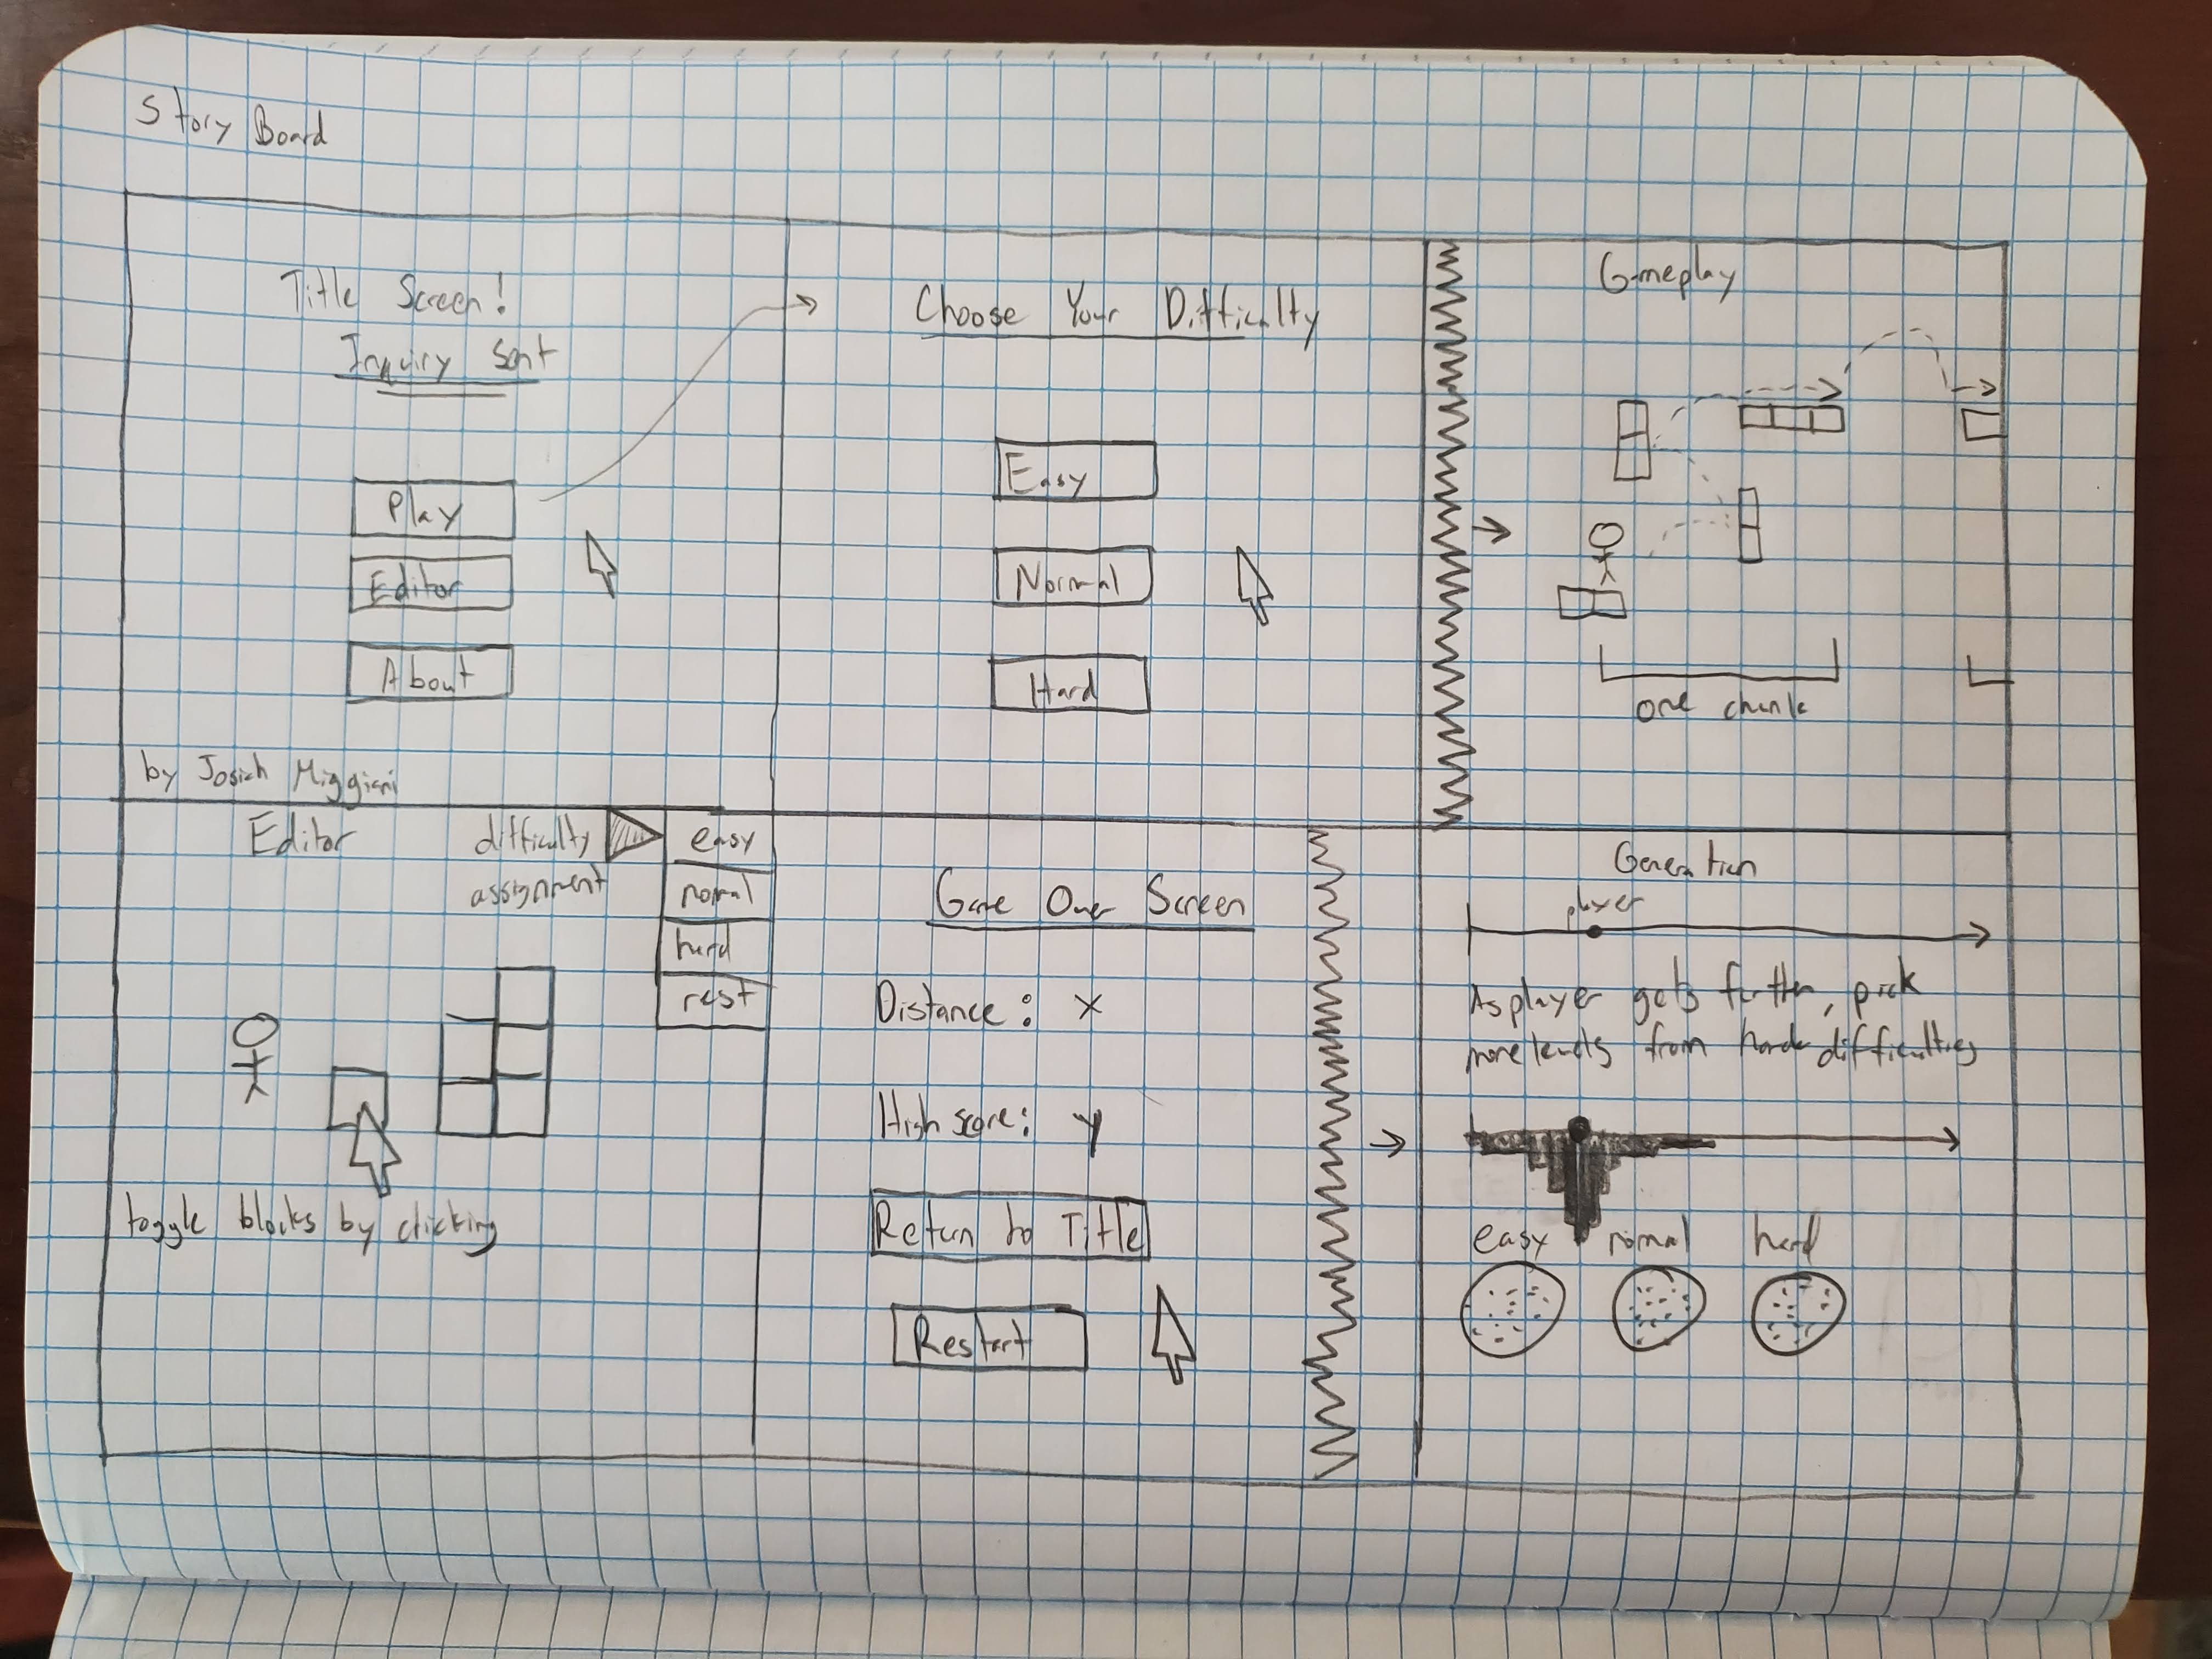 Story Board
Title Screen!
Inquiry Sent
Play
Editor
About
by Josiah Miggiani
Choose Your Difficulty
Easy
Normal
Hard
Gameplay
one chunk
Editor
difficulty
assignment
easy
normal
hard
rest
toggle blocks by clicking
Game Over Screen
Distance: x
High score: y
Return to Title
Restart
Generation
player
As player gets further, pick
more levels from harder difficulties
easy normal hard